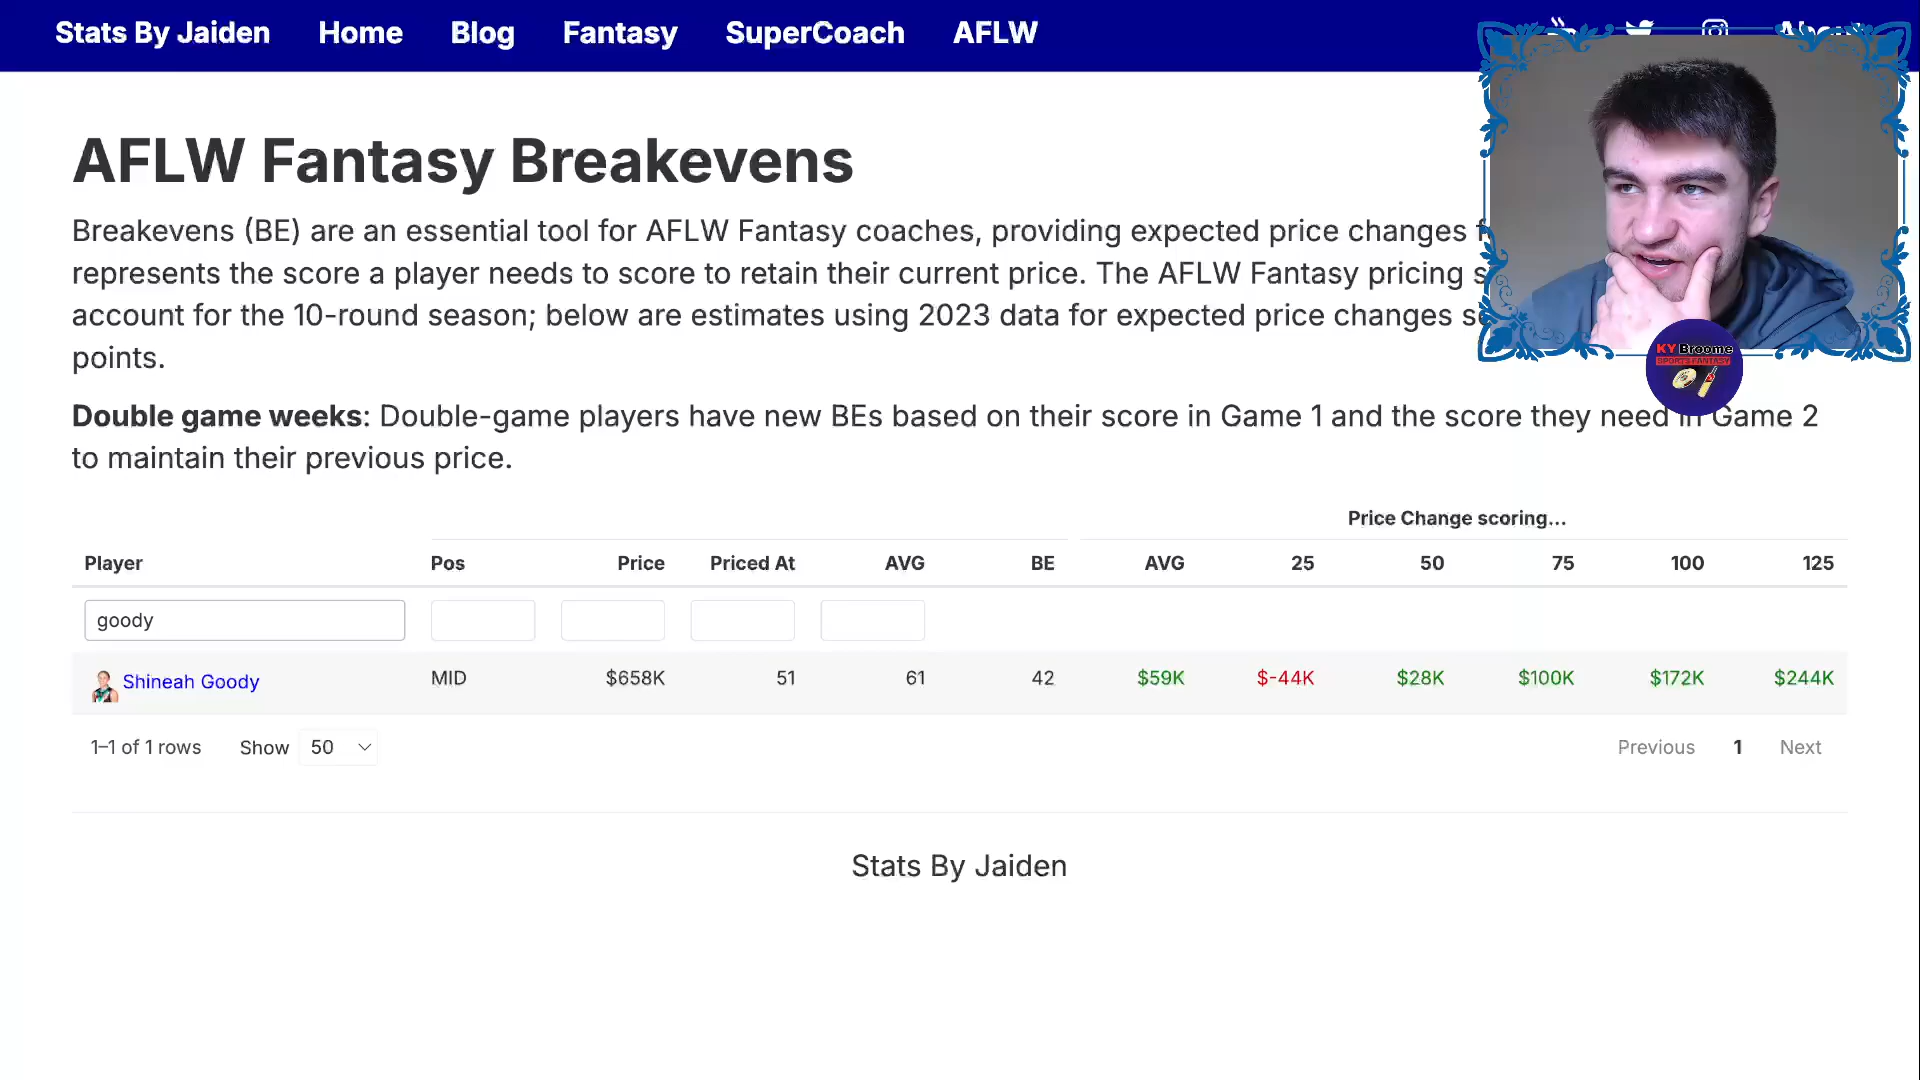 Stats By Jaiden Home Blog Fantasy SuperCoach AFLW
AFLW Fantasy Breakevens
Breakevens (BE) are an essential tool for AFLW Fantasy coaches, providing expected price changes
represents the score a player needs to score to retain their current price. The AFLW Fantasy pricing
account for the 10-round season; below are estimates using 2023 data for expected price changes
points.
KYBroome
SPORTS FANTASY
Double game weeks: Double-game players have new BEs based on their score in Game 1 and the score they need in Game 2
to maintain their previous price.
Price Change scoring...
Player Pos Price Priced At AVG BE AVG 25 50 75 100 125
goody
Shineah Goody MID $658K 51 61 42 $59K $-44K $28K $100K $172K $244K
1–1 of 1 rows Show 50 Previous 1 Next
Stats By Jaiden